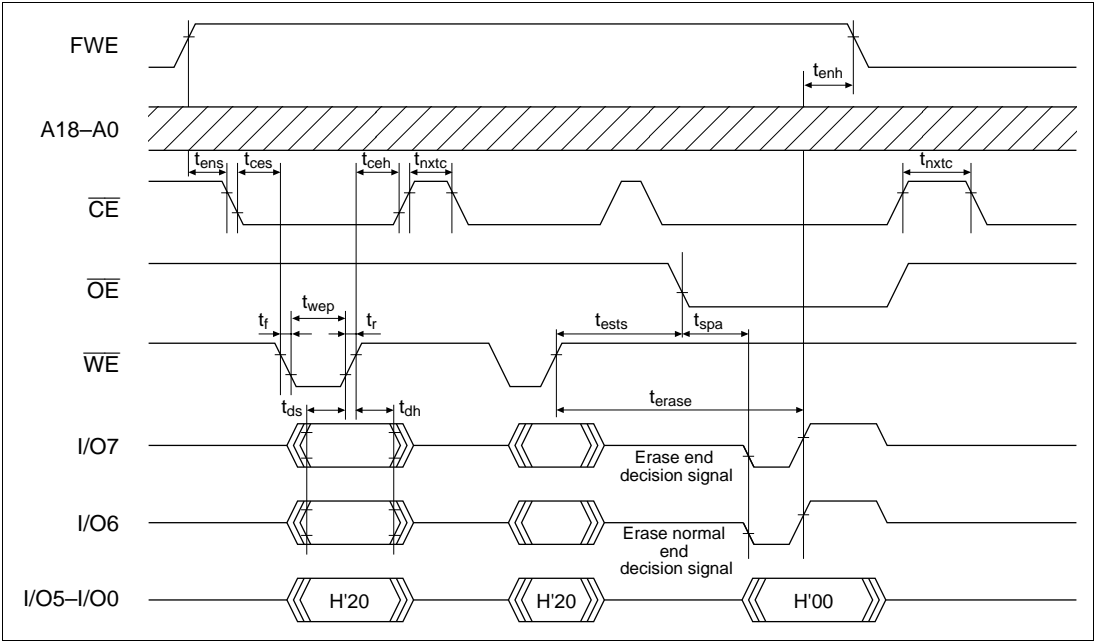 FWE
tenh
A18–A0
tens
tces
tceh
tnxtc
tnxtc
CE
OE
twep
tf
tr
tests
tspa
WE
tds
tdh
terase
I/O7
Erase end
decision signal
I/O6
Erase normal
end
decision signal
I/O5–I/O0
H'20
H'20
H'00